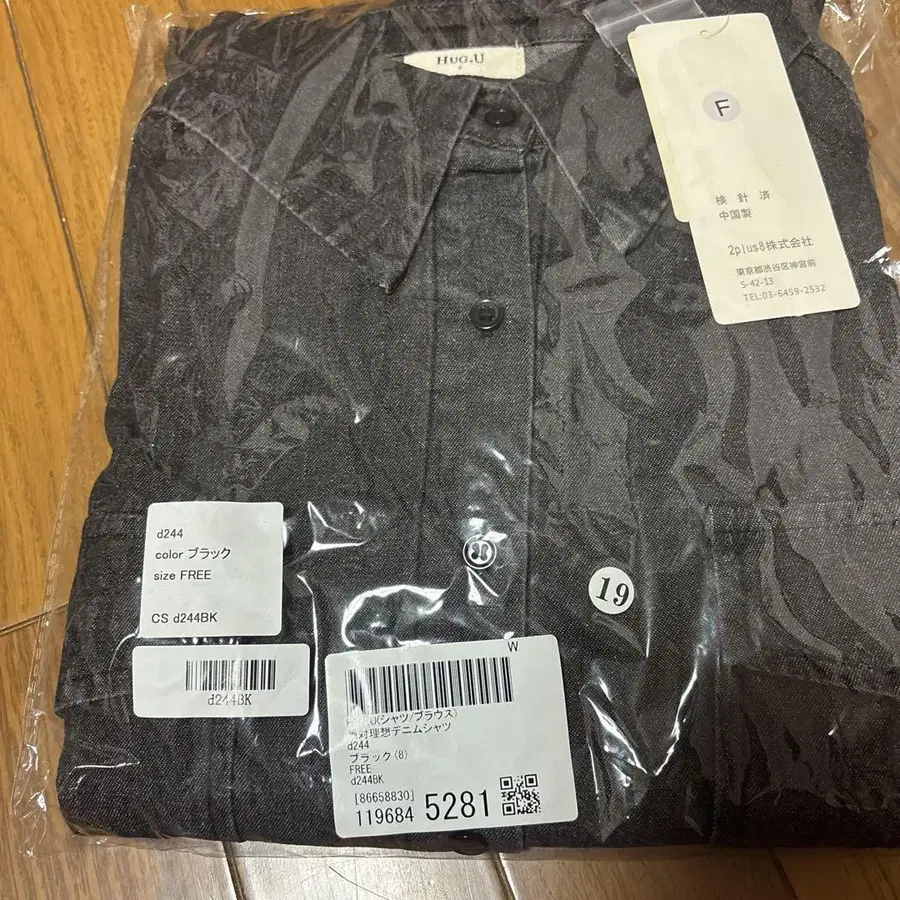 HUG.U
F
F
検針済
中国製
2plus8株式会社
東京都渋谷区神宮前
5-42-13
TEL:03-6459-2532
d244
color ブラック
size FREE
CS d244BK
d244BK
19
W
(シャツ/ブラウス)
対理想デニムシャツ
d244
ブラック(8)
FREE
d244BK
[86658830]
119684 5281